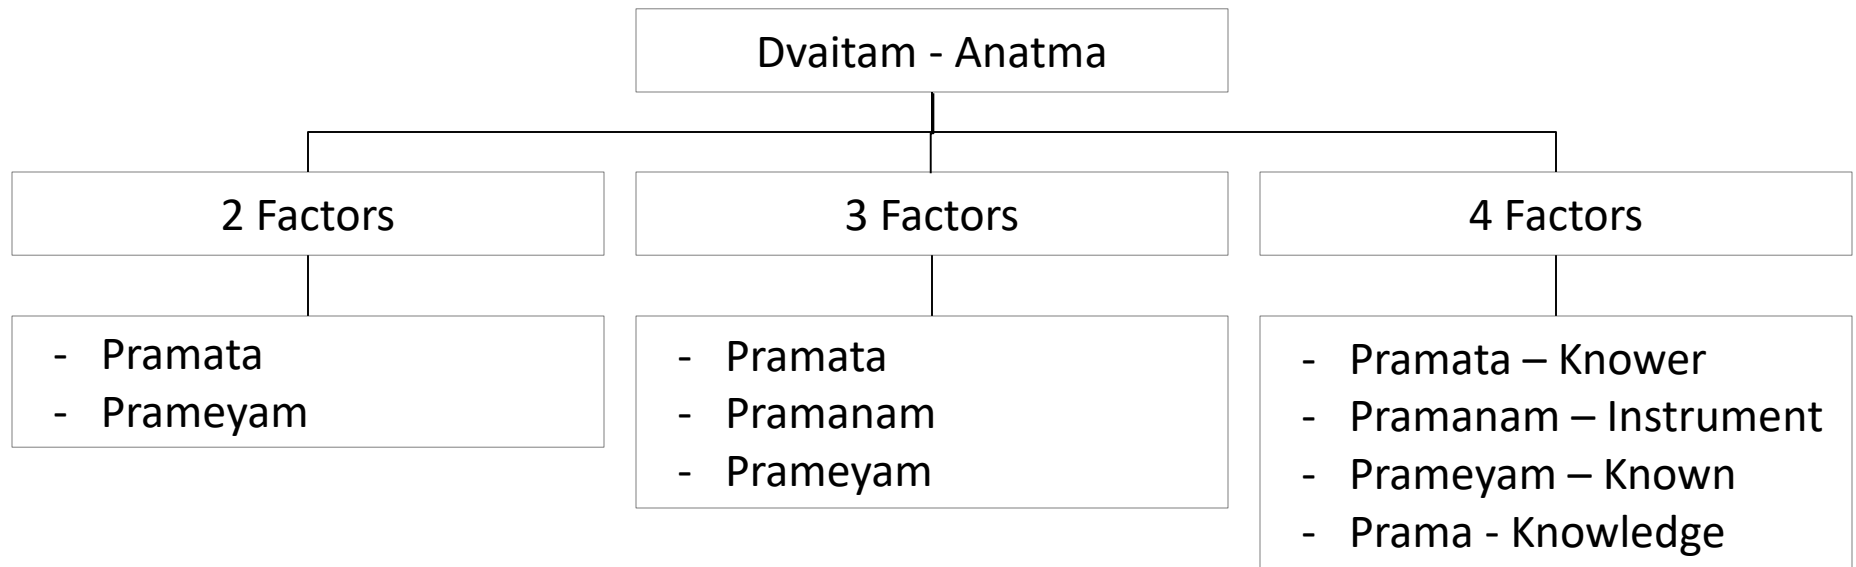 Dvaitam - Anatma
2 Factors
3 Factors
4 Factors
- Pramata
- Prameyam
- Pramata
- Pramanam
- Prameyam
- Pramata – Knower
- Pramanam – Instrument
- Prameyam – Known
- Prama - Knowledge